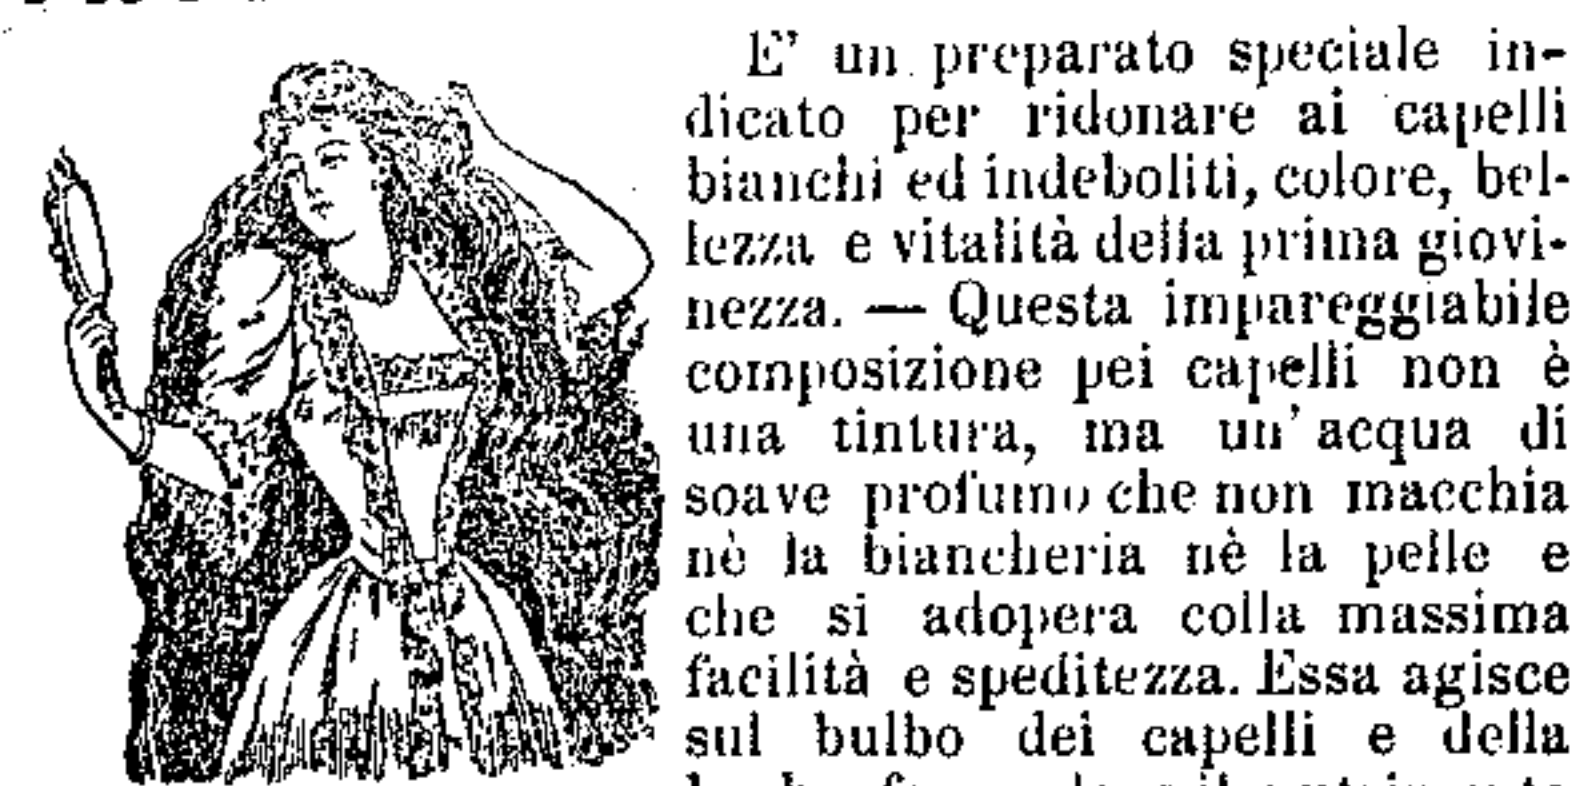 E' un preparato speciale in-
dicato per ridonare ai capelli
bianchi ed indeboliti, colore, bel-
lezza e vitalità della prima giovi-
nezza. — Questa impareggiabile
composizione pei capelli non è
una tintura, ma un'acqua di
soave profumo che non macchia
nè la biancheria nè la pelle e
che si adopera colla massima
facilità e speditezza. Essa agisce
sul bulbo dei capelli e della